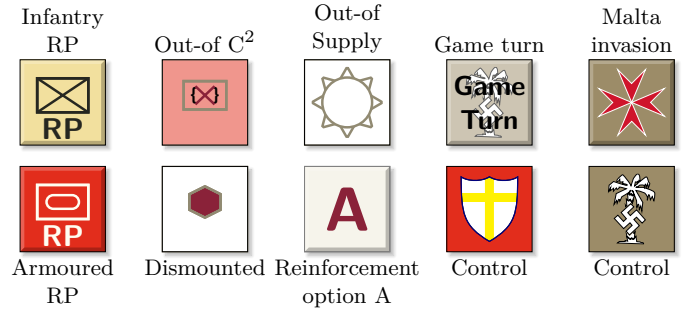 Infantry
RP
Out-of C²
Out-of
Supply
Game turn
Malta
invasion
RP
Game
Turn
RP
A
Armoured
RP
Dismounted
Reinforcement
option A
Control
Control